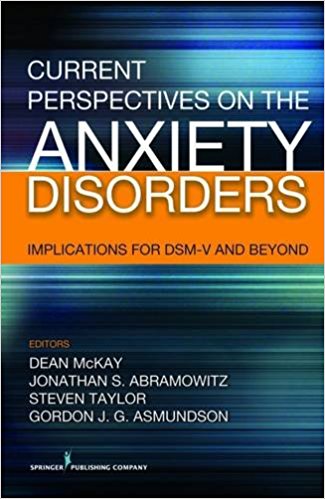 CURRENT
PERSPECTIVES ON THE
ANXIETY
DISORDERS
IMPLICATIONS FOR DSM-V AND BEYOND
EDITORS
DEAN McKAY
JONATHAN S. ABRAMOWITZ
STEVEN TAYLOR
GORDON J. G. ASMUNDSON
SPRINGER PUBLISHING COMPANY